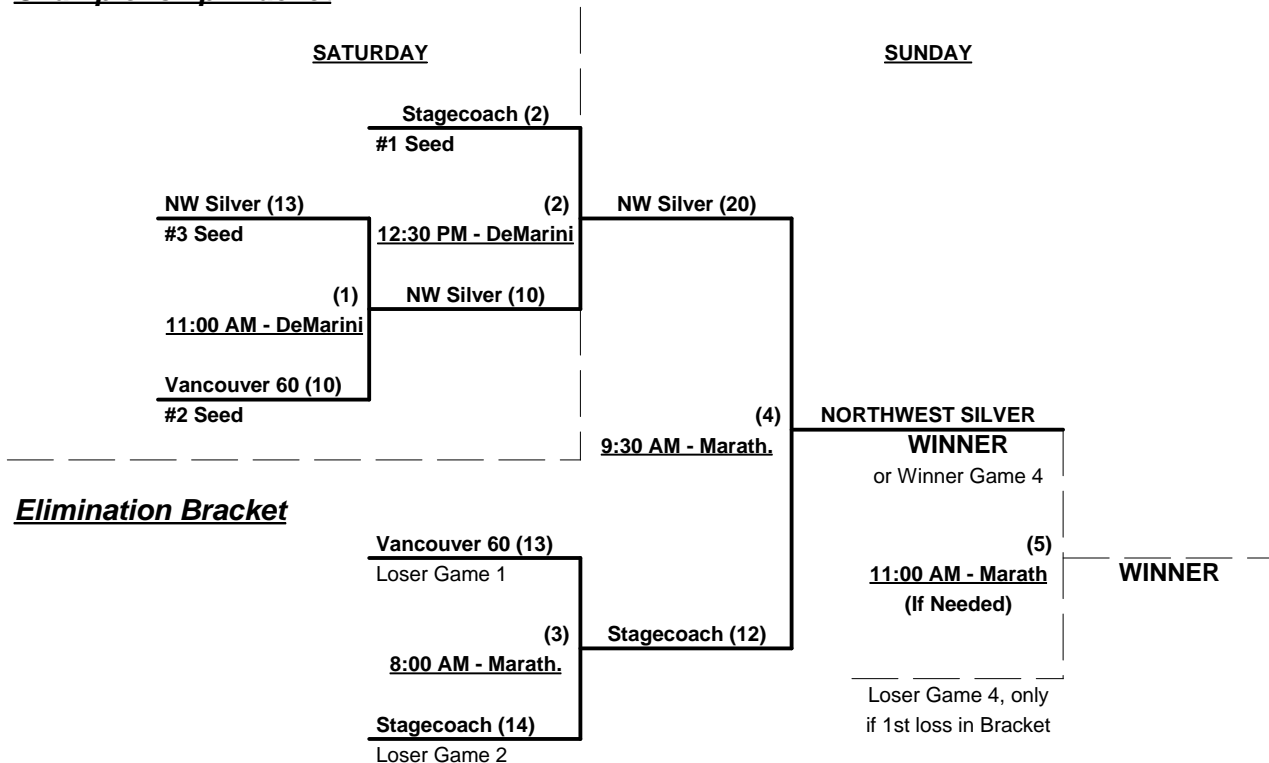 SATURDAY
SUNDAY
Stagecoach (2)
#1 Seed
NW Silver (13)
#3 Seed
(2)
12:30 PM - DeMarini
NW Silver (20)
(1)
11:00 AM - DeMarini
NW Silver (10)
Vancouver 60 (10)
#2 Seed
(4)
9:30 AM - Marath.
NORTHWEST SILVER
WINNER
or Winner Game 4
Elimination Bracket
Vancouver 60 (13)
Loser Game 1
(5)
11:00 AM - Marath
(If Needed)
WINNER
(3)
8:00 AM - Marath.
Stagecoach (12)
Stagecoach (14)
Loser Game 2
Loser Game 4, only
if 1st loss in Bracket